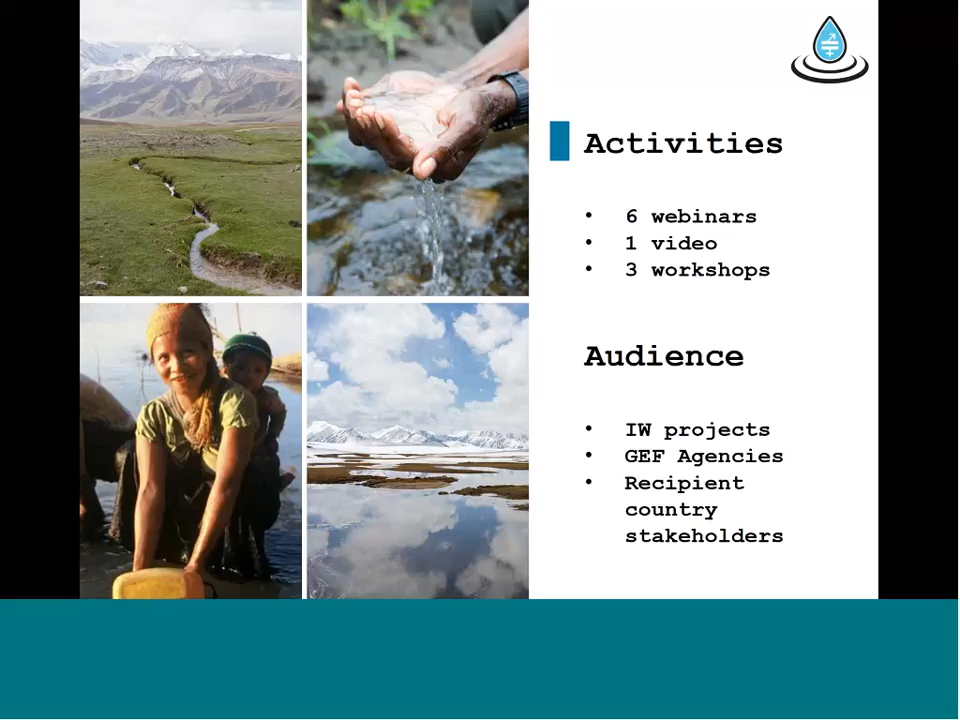 Activities
• 6 webinars
• 1 video
• 3 workshops
Audience
• IW projects
• GEF Agencies
• Recipient
country
stakeholders